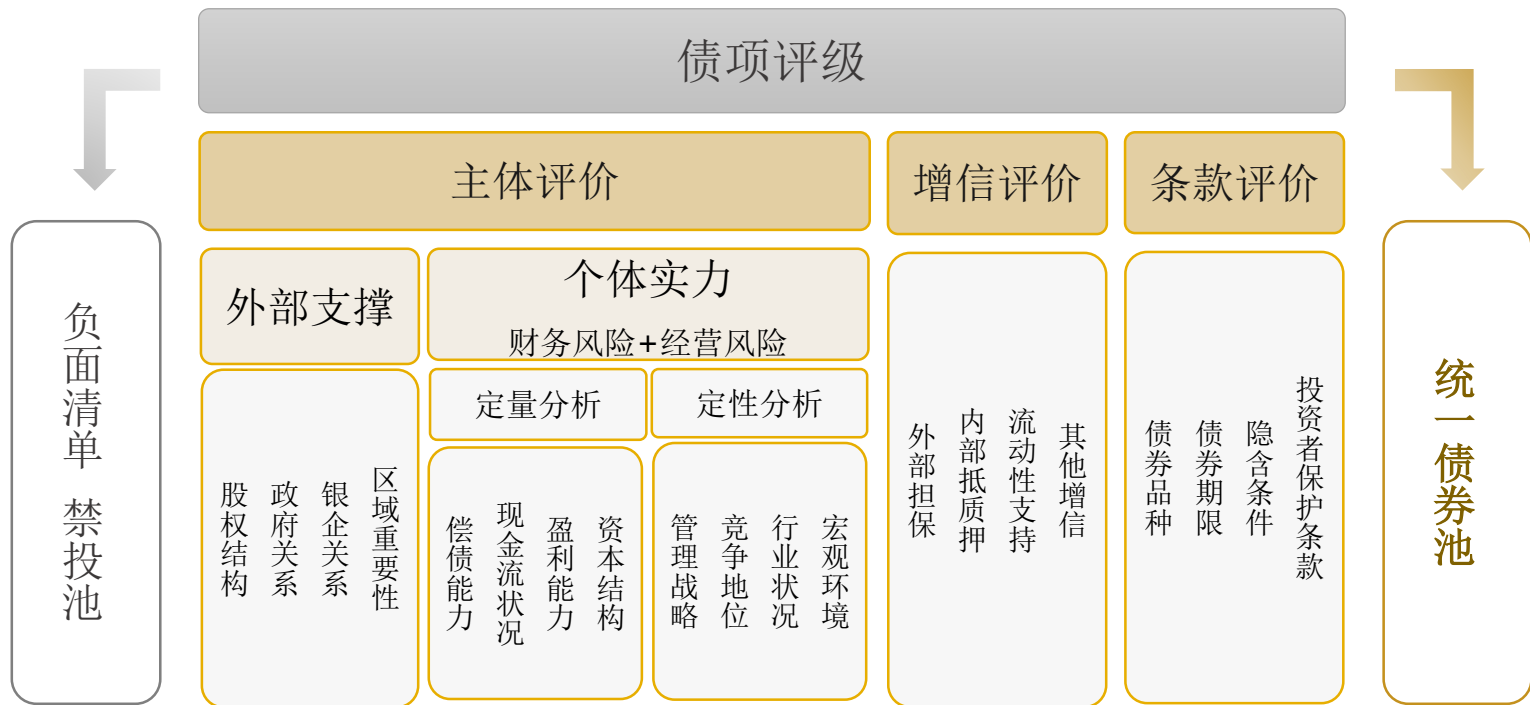 债项评级
主体评价
增信评价
条款评价
负面清单 禁投池
外部支撑
个体实力
财务风险+经营风险
定量分析
定性分析
股权结构
政府关系
银企关系
区域重要性
偿债能力
现金流状况
盈利能力
资本结构
管理战略
竞争地位
行业状况
宏观环境
外部担保
内部抵质押
流动性支持
其他增信
债券品种
债券期限
隐含条件
投资者保护条款
统一债券池